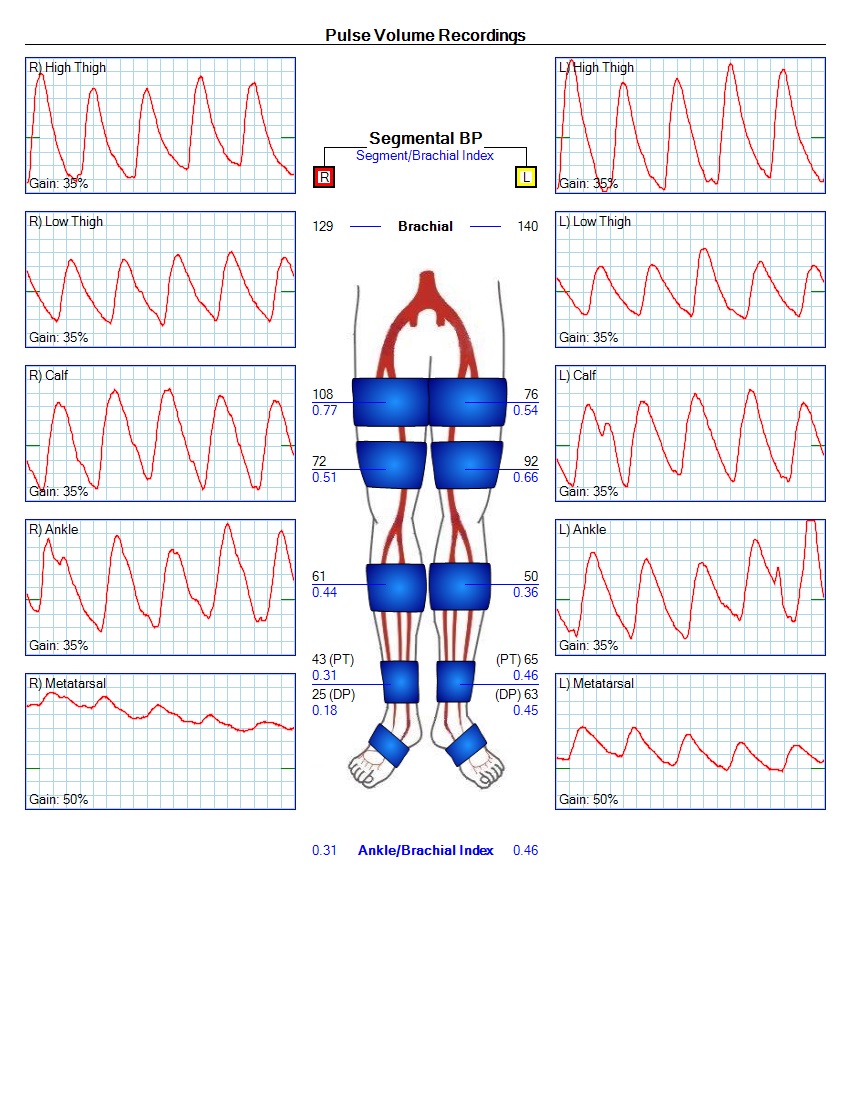 Pulse Volume Recordings
R) High Thigh
Gain: 35%
L) High Thigh
Gain: 35%
Segmental BP
Segment/Brachial Index
R
L
129 Brachial 140
R) Low Thigh
Gain: 35%
L) Low Thigh
Gain: 35%
R) Calf
Gain: 35%
108
0.77
76
0.54
72
0.51
92
0.66
L) Calf
Gain: 35%
R) Ankle
Gain: 35%
61
0.44
50
0.36
L) Ankle
Gain: 35%
43 (PT)
0.31
25 (DP)
0.18
(PT) 65
0.46
(DP) 63
0.45
R) Metatarsal
Gain: 50%
L) Metatarsal
Gain: 50%
0.31 Ankle/Brachial Index 0.46